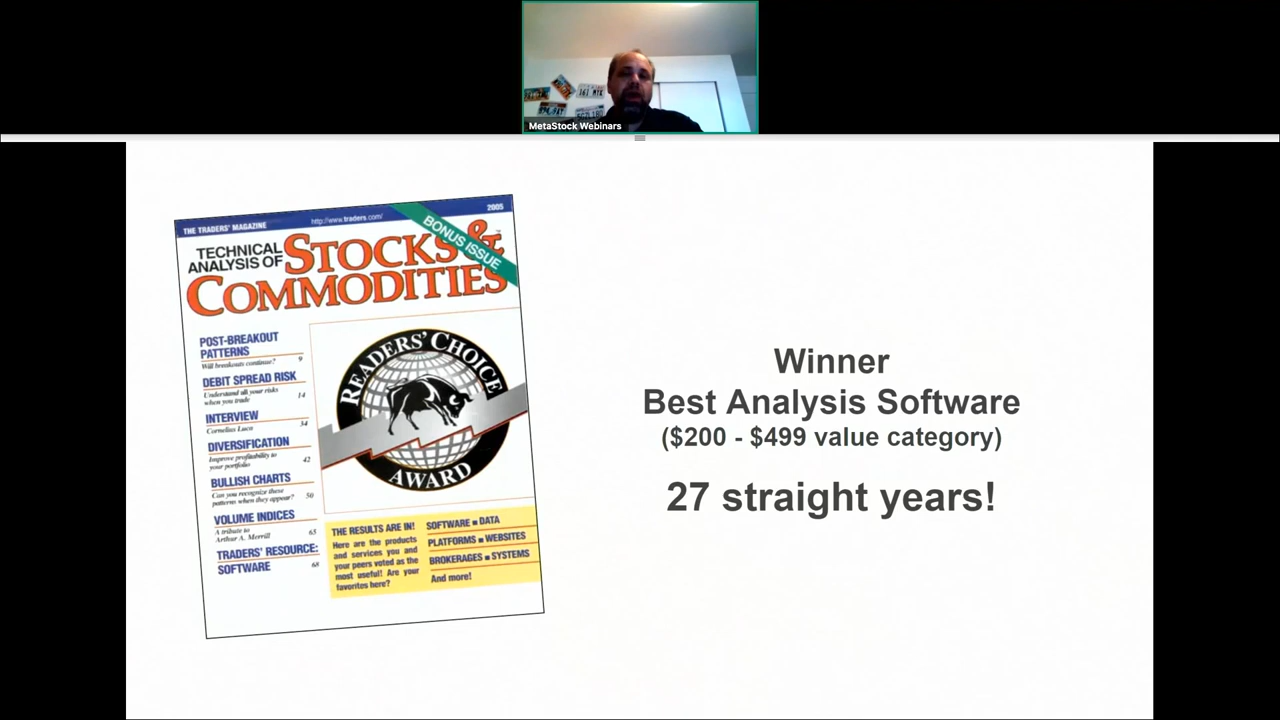 MetaStock Webinars
THE TRADERS' MAGAZINE
http://www.traders.com/
2005
BONUS ISSUE
TECHNICAL
ANALYSIS OF
STOCKS &
COMMODITIES
POST-BREAKOUT
PATTERNS
Will breakouts continue? 9
DEBIT SPREAD RISK
Understand all your risks
when you trade 14
INTERVIEW
Cornelius Luca 34
DIVERSIFICATION
Improve profitability to
your portfolio 42
BULLISH CHARTS
Can you recognize these
patterns when they appear? 50
VOLUME INDICES
A tribute to
Arthur A. Merrill 65
TRADERS' RESOURCE:
SOFTWARE 68
READERS' CHOICE
AWARD
THE RESULTS ARE IN!
Here are the products
and services you and
your peers voted as the
most useful! Are your
favorites here?
SOFTWARE ■ DATA
PLATFORMS ■ WEBSITES
BROKERAGES ■ SYSTEMS
And more!
Winner
Best Analysis Software
($200 - $499 value category)
27 straight years!